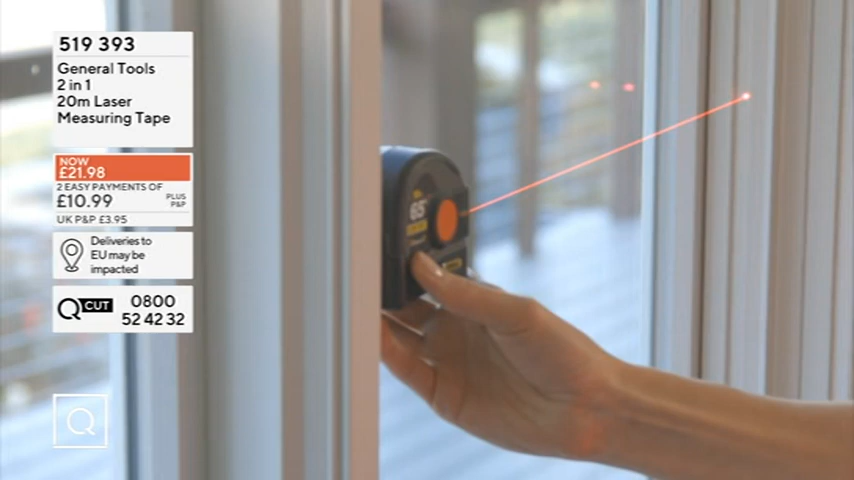 519 393
General Tools
2 in 1
20m Laser
Measuring Tape
NOW
£21.98
2 EASY PAYMENTS OF
£10.99
PLUS
P&P
UK P&P £3.95
Deliveries to
EU may be
impacted
Q CUT
0800
52 42 32
Q
65'